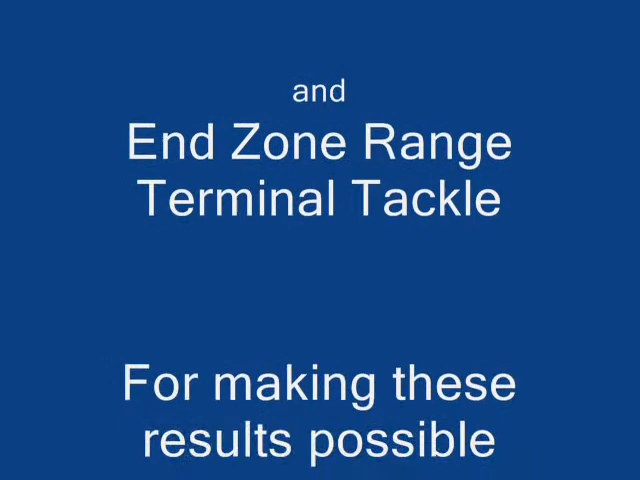 and
End Zone Range
Terminal Tackle
For making these
results possible